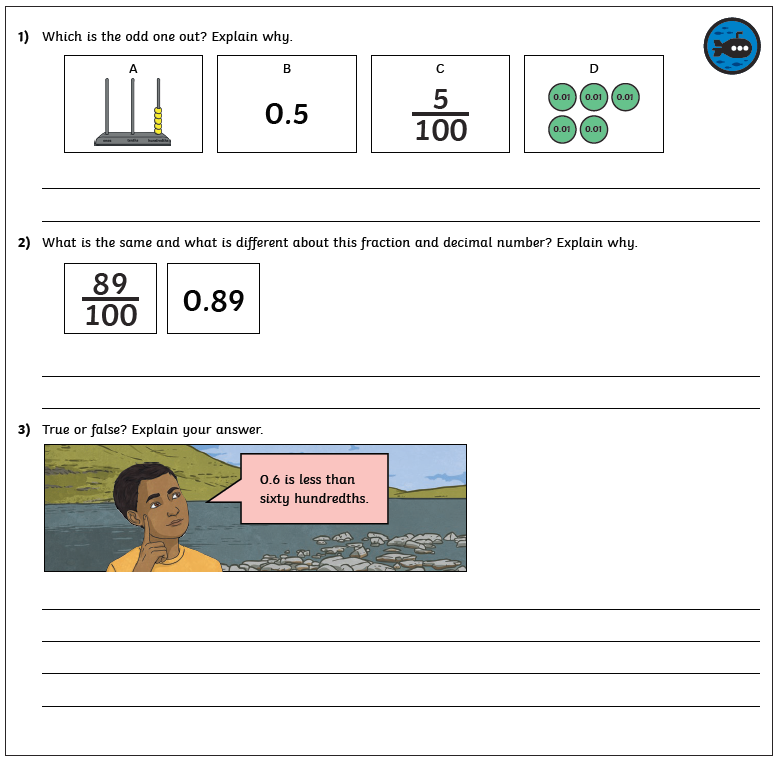 1) Which is the odd one out? Explain why.
A B C D
ones tenths hundredths
0.5
5
100
0.01 0.01 0.01
0.01 0.01
2) What is the same and what is different about this fraction and decimal number? Explain why.
89
100
0.89
3) True or false? Explain your answer.
0.6 is less than
sixty hundredths.